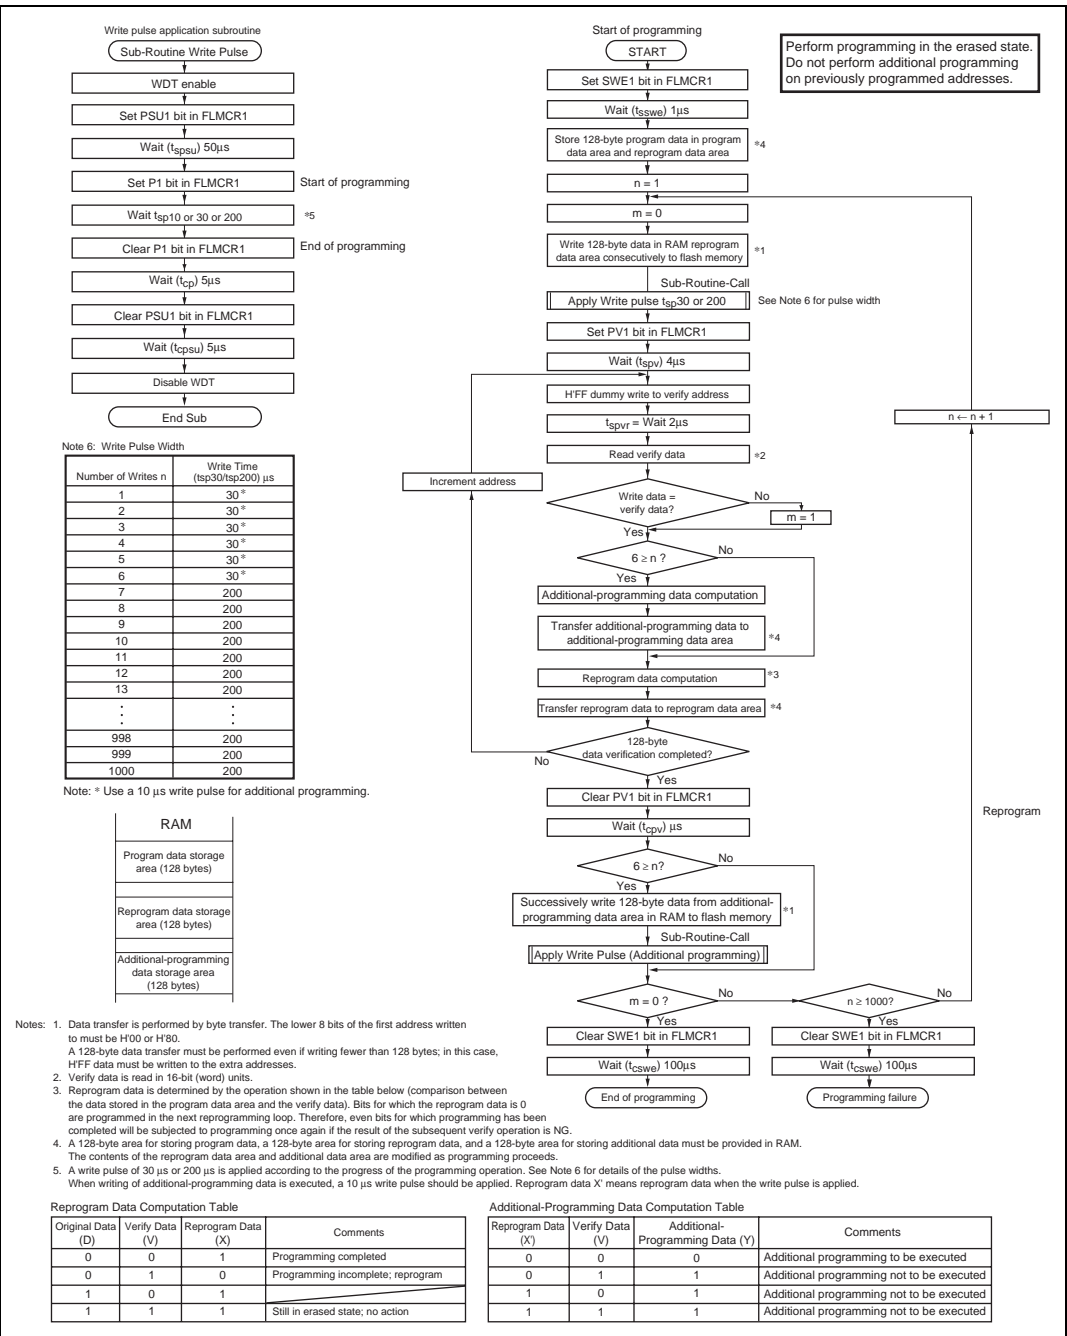 Write pulse application subroutine
Sub-Routine Write Pulse
WDT enable
Set PSU1 bit in FLMCR1
Wait (tspsu) 50μs
Set P1 bit in FLMCR1
Start of programming
Wait tsp10 or 30 or 200
*5
Clear P1 bit in FLMCR1
End of programming
Wait (tcp) 5μs
Clear PSU1 bit in FLMCR1
Wait (tcpsu) 5μs
Disable WDT
End Sub
Note 6: Write Pulse Width
Number of Writes n
Write Time
(tsp30/tsp200) μs
1 30*
2 30*
3 30*
4 30*
5 30*
6 30*
7 200
8 200
9 200
10 200
11 200
12 200
13 200
998 200
999 200
1000 200
Note: * Use a 10 μs write pulse for additional programming.
RAM
Program data storage
area (128 bytes)
Reprogram data storage
area (128 bytes)
Additional-programming
data storage area
(128 bytes)
Start of programming
START
Perform programming in the erased state.
Do not perform additional programming
on previously programmed addresses.
Set SWE1 bit in FLMCR1
Wait (tsswe) 1μs
Store 128-byte program data in program
data area and reprogram data area
*4
n = 1
m = 0
Write 128-byte data in RAM reprogram
data area consecutively to flash memory
*1
Sub-Routine-Call
Apply Write pulse tsp30 or 200
See Note 6 for pulse width
Set PV1 bit in FLMCR1
Wait (tspv) 4μs
H'FF dummy write to verify address
n ← n + 1
tspvr = Wait 2μs
Read verify data
*2
Increment address
Write data =
verify data?
No
m = 1
Yes
6 ≥ n ?
No
Yes
Additional-programming data computation
Transfer additional-programming data to
additional-programming data area
*4
Reprogram data computation
*3
Transfer reprogram data to reprogram data area
*4
128-byte
data verification completed?
No
Yes
Clear PV1 bit in FLMCR1
Reprogram
Wait (tcpv) μs
6 ≥ n?
No
Yes
Successively write 128-byte data from additional-
programming data area in RAM to flash memory
*1
Sub-Routine-Call
Apply Write Pulse (Additional programming)
m = 0 ?
No
n ≥ 1000?
No
Yes
Yes
Clear SWE1 bit in FLMCR1
Clear SWE1 bit in FLMCR1
Wait (tcswe) 100μs
Wait (tcswe) 100μs
End of programming
Programming failure
Notes: 1. Data transfer is performed by byte transfer. The lower 8 bits of the first address written
to must be H'00 or H'80.
A 128-byte data transfer must be performed even if writing fewer than 128 bytes; in this case,
H'FF data must be written to the extra addresses.
2. Verify data is read in 16-bit (word) units.
3. Reprogram data is determined by the operation shown in the table below (comparison between
the data stored in the program data area and the verify data). Bits for which the reprogram data is 0
are programmed in the next reprogramming loop. Therefore, even bits for which programming has been
completed will be subjected to programming once again if the result of the subsequent verify operation is NG.
4. A 128-byte area for storing program data, a 128-byte area for storing reprogram data, and a 128-byte area for storing additional data must be provided in RAM.
The contents of the reprogram data area and additional data area are modified as programming proceeds.
5. A write pulse of 30 μs or 200 μs is applied according to the progress of the programming operation. See Note 6 for details of the pulse widths.
When writing of additional-programming data is executed, a 10 μs write pulse should be applied. Reprogram data X' means reprogram data when the write pulse is applied.
Reprogram Data Computation Table
Original Data
(D)
Verify Data
(V)
Reprogram Data
(X)
Comments
0 0 1 Programming completed
0 1 0 Programming incomplete; reprogram
1 0 1
1 1 1 Still in erased state; no action
Additional-Programming Data Computation Table
Reprogram Data
(X')
Verify Data
(V)
Additional-
Programming Data (Y)
Comments
0 0 0 Additional programming to be executed
0 1 1 Additional programming not to be executed
1 0 1 Additional programming not to be executed
1 1 1 Additional programming not to be executed